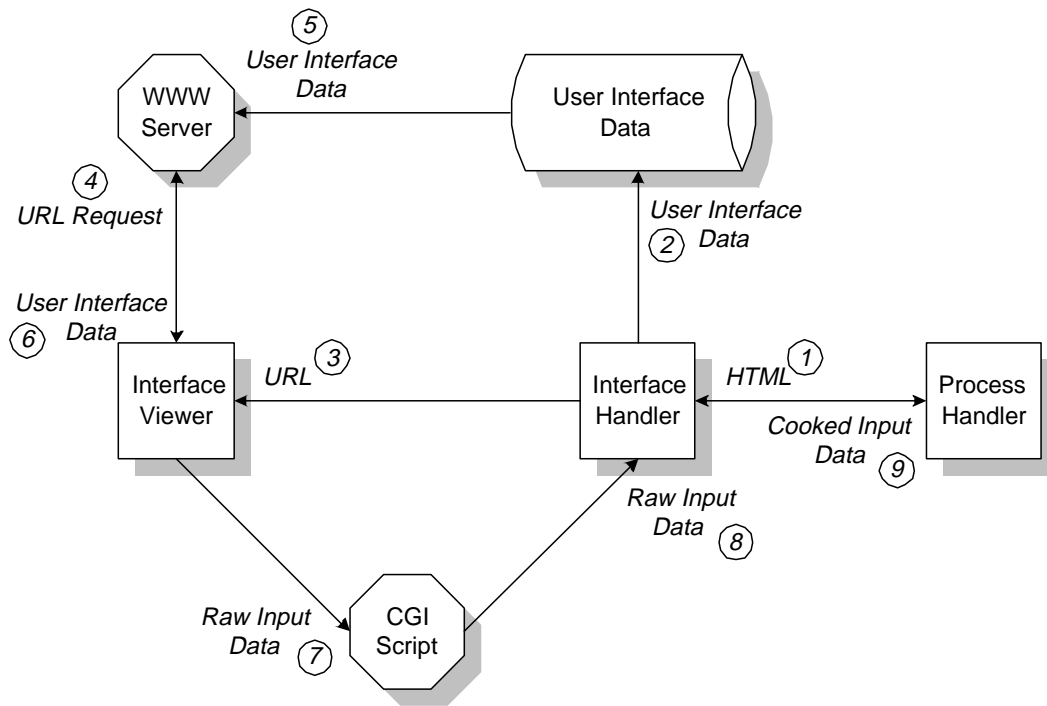 5
User Interface
Data
WWW
Server
User Interface
Data
4
URL Request
User Interface
Data
2
User Interface
Data
6
Interface
Viewer
URL
3
Interface
Handler
HTML
1
Process
Handler
Cooked Input
Data
9
Raw Input
Data
8
Raw Input
Data
7
CGI
Script